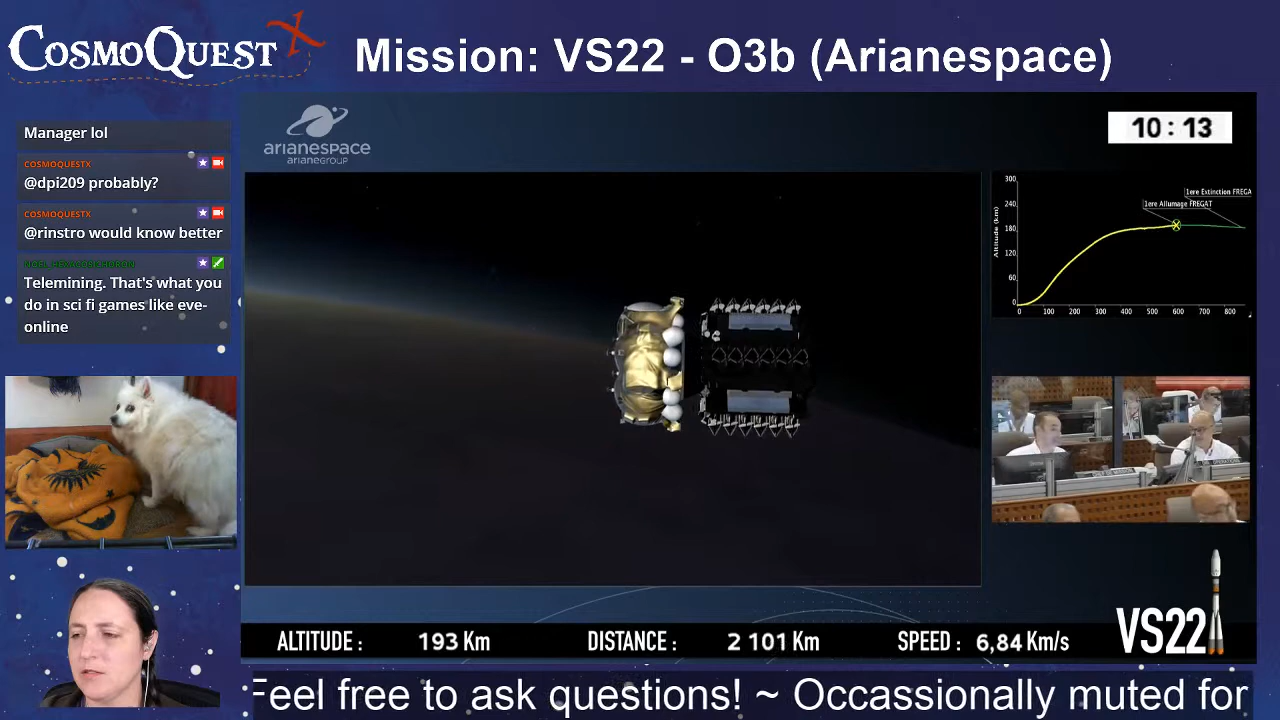 CosmoQuest X
Mission: VS22 - O3b (Arianespace)
Manager lol
COSMOQUESTX
@dpi209 probably?
COSMOQUESTX
@rinstro would know better
Telemining. That's what you
do in sci fi games like eve-
online
arianespace
arianeGROUP
10:13
Altitude (km)
300
240
180
120
60
0
1ere Extinction FREGA
1ere Allumage FREGAT
0 100 200 300 400 500 600 700 800
VS22
ALTITUDE : 193 Km DISTANCE : 2 101 Km SPEED : 6,84 Km/s
Feel free to ask questions! ~ Occassionally muted for